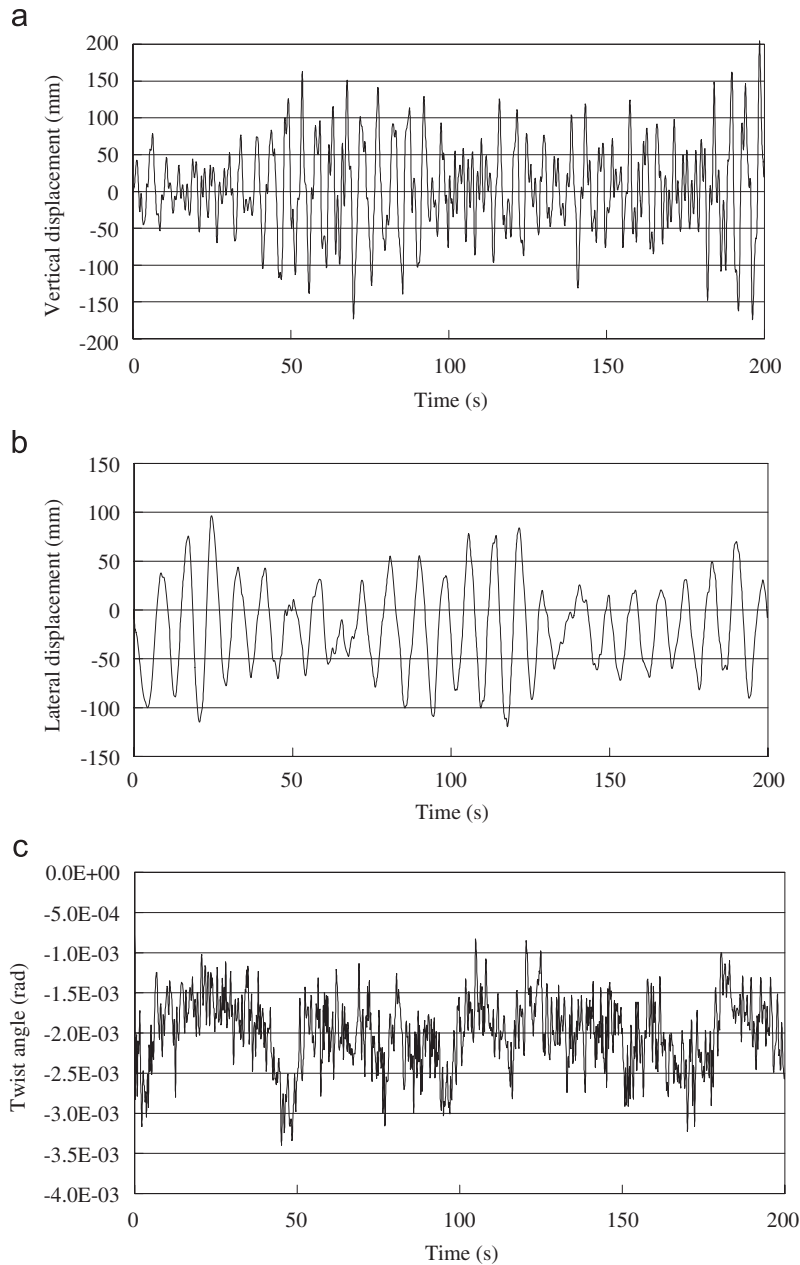 a
200
150
100
50
0
-50
-100
-150
-200
Vertical displacement (mm)
0 50 100 150 200
Time (s)
b
150
100
50
0
-50
-100
-150
Lateral displacement (mm)
0 50 100 150 200
Time (s)
c
0.0E+00
-5.0E-04
-1.0E-03
-1.5E-03
-2.0E-03
-2.5E-03
-3.0E-03
-3.5E-03
-4.0E-03
Twist angle (rad)
0 50 100 150 200
Time (s)